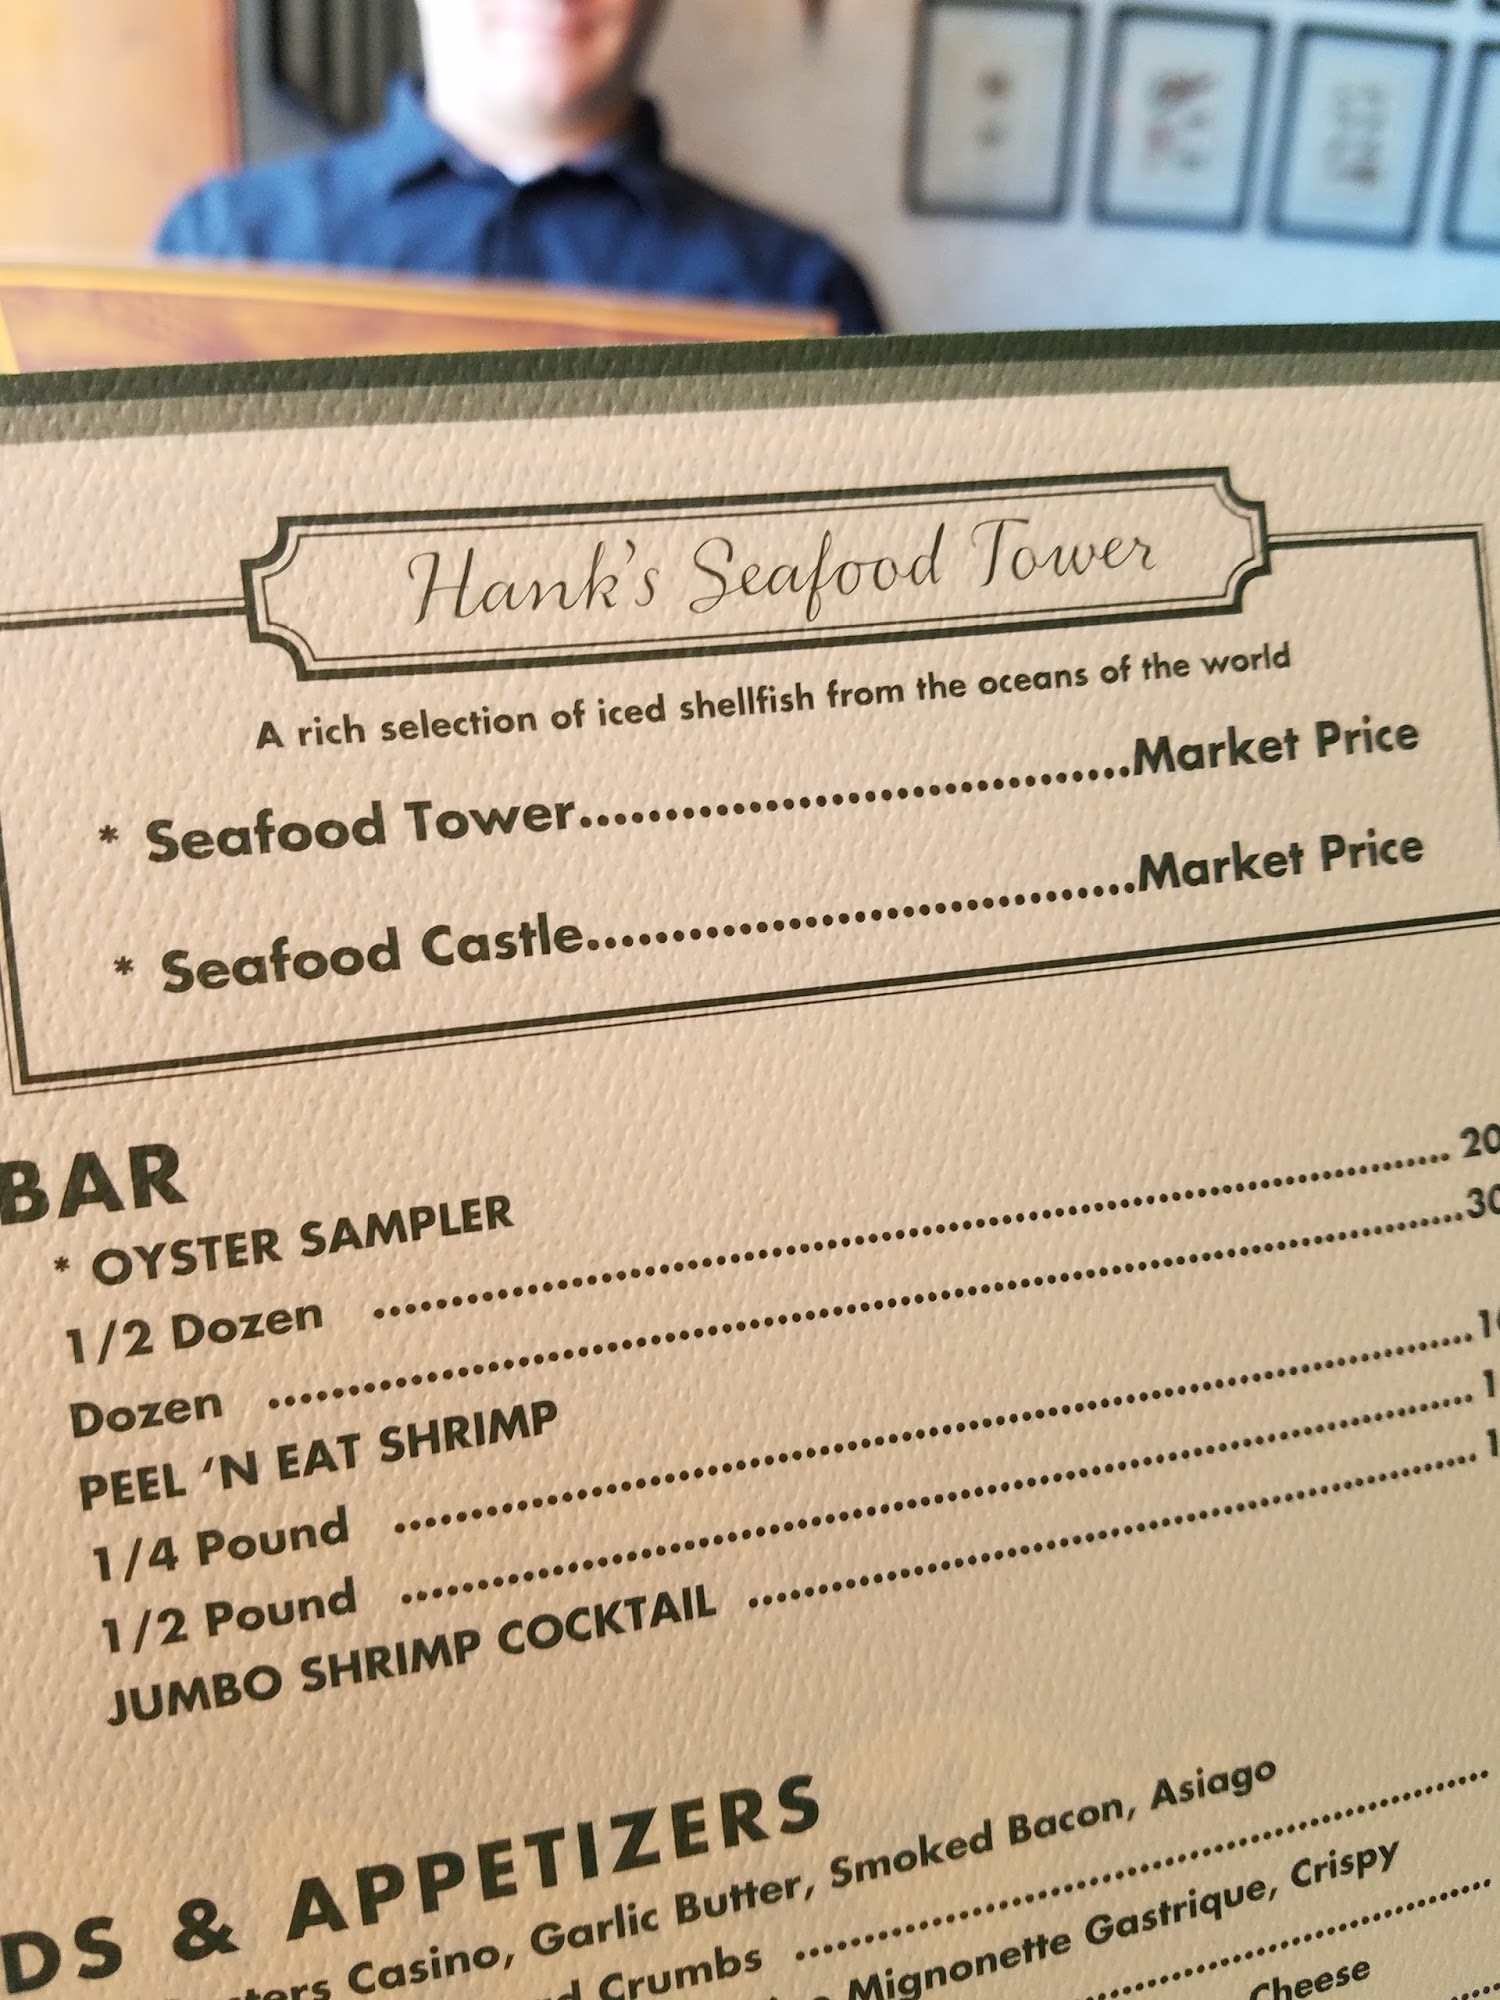 Hank's Seafood Tower
A rich selection of iced shellfish from the oceans of the world
* Seafood Tower..............................Market Price
* Seafood Castle..............................Market Price
BAR
* OYSTER SAMPLER
1/2 Dozen .............................. 20
Dozen ..............................30
PEEL 'N EAT SHRIMP
1/4 Pound ..............................
1/2 Pound ..............................
JUMBO SHRIMP COCKTAIL ..............................
& APPETIZERS
Casino, Garlic Butter, Smoked Bacon, Asiago
Crumbs ..............................
Mignonette Gastrique, Crispy
Cheese